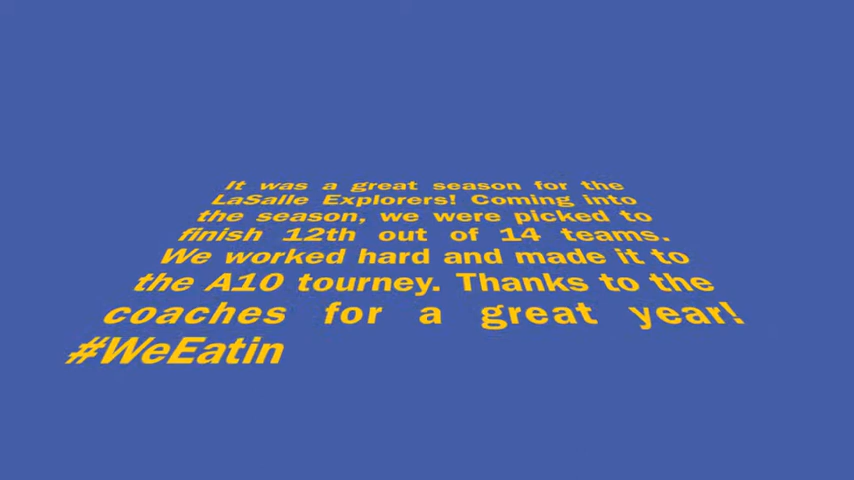 It was a great season for the
LaSalle Explorers! Coming into
the season, we were picked to
finish 12th out of 14 teams.
We worked hard and made it to
the A10 tourney. Thanks to the
coaches for a great year!
#WeEatin